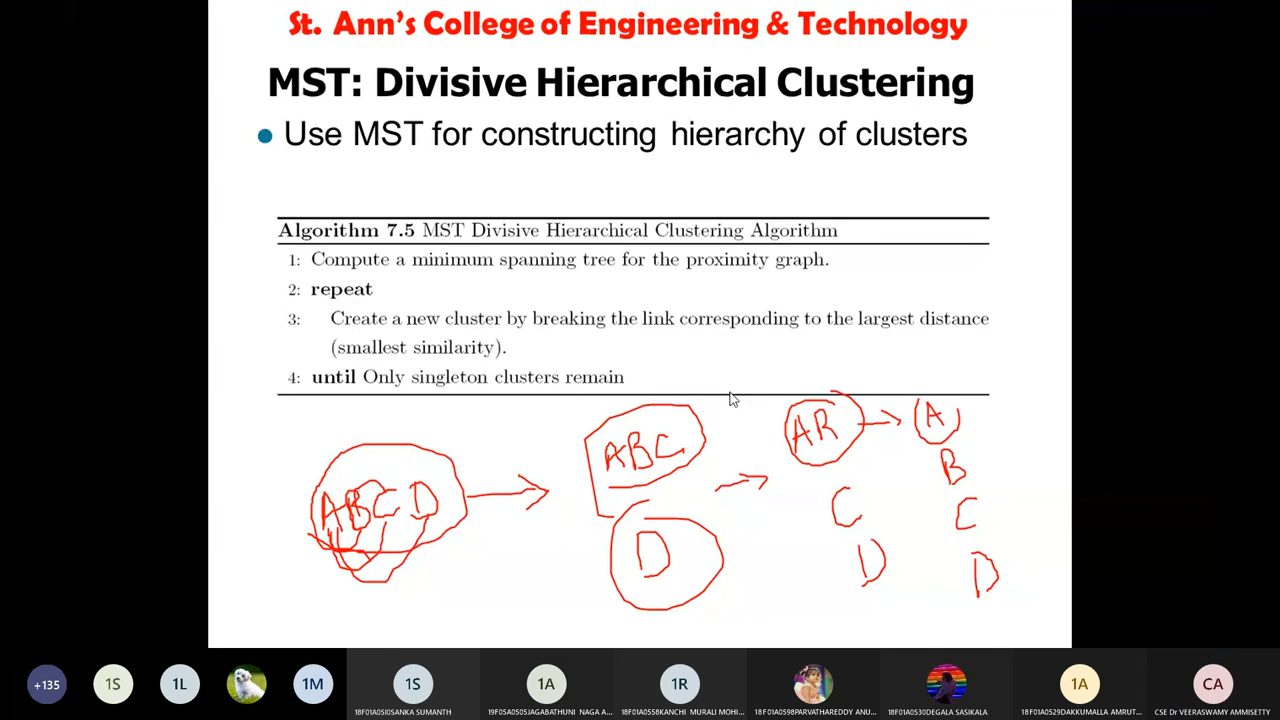 St. Ann's College of Engineering & Technology
MST: Divisive Hierarchical Clustering
● Use MST for constructing hierarchy of clusters
Algorithm 7.5 MST Divisive Hierarchical Clustering Algorithm
1: Compute a minimum spanning tree for the proximity graph.
2: repeat
3: Create a new cluster by breaking the link corresponding to the largest distance
(smallest similarity).
4: until Only singleton clusters remain
ABCD
ABC
D
AB
C
D
A
B
C
D
+135
1S
1L
1M
1S
1A
1R
1A
CA
18F01A05I0SANKA SUMANTH
19F05A0505JAGABATHUNI NAGA A...
18F01A0558KANCHI MURALI MOHI...
18F01A0598PARVATHAREDDY ANU...
18F01A0530DEGALA SASIKALA
18F01A0529DAKKUMALLA AMRUT...
CSE Dr VEERASWAMY AMMISETTY